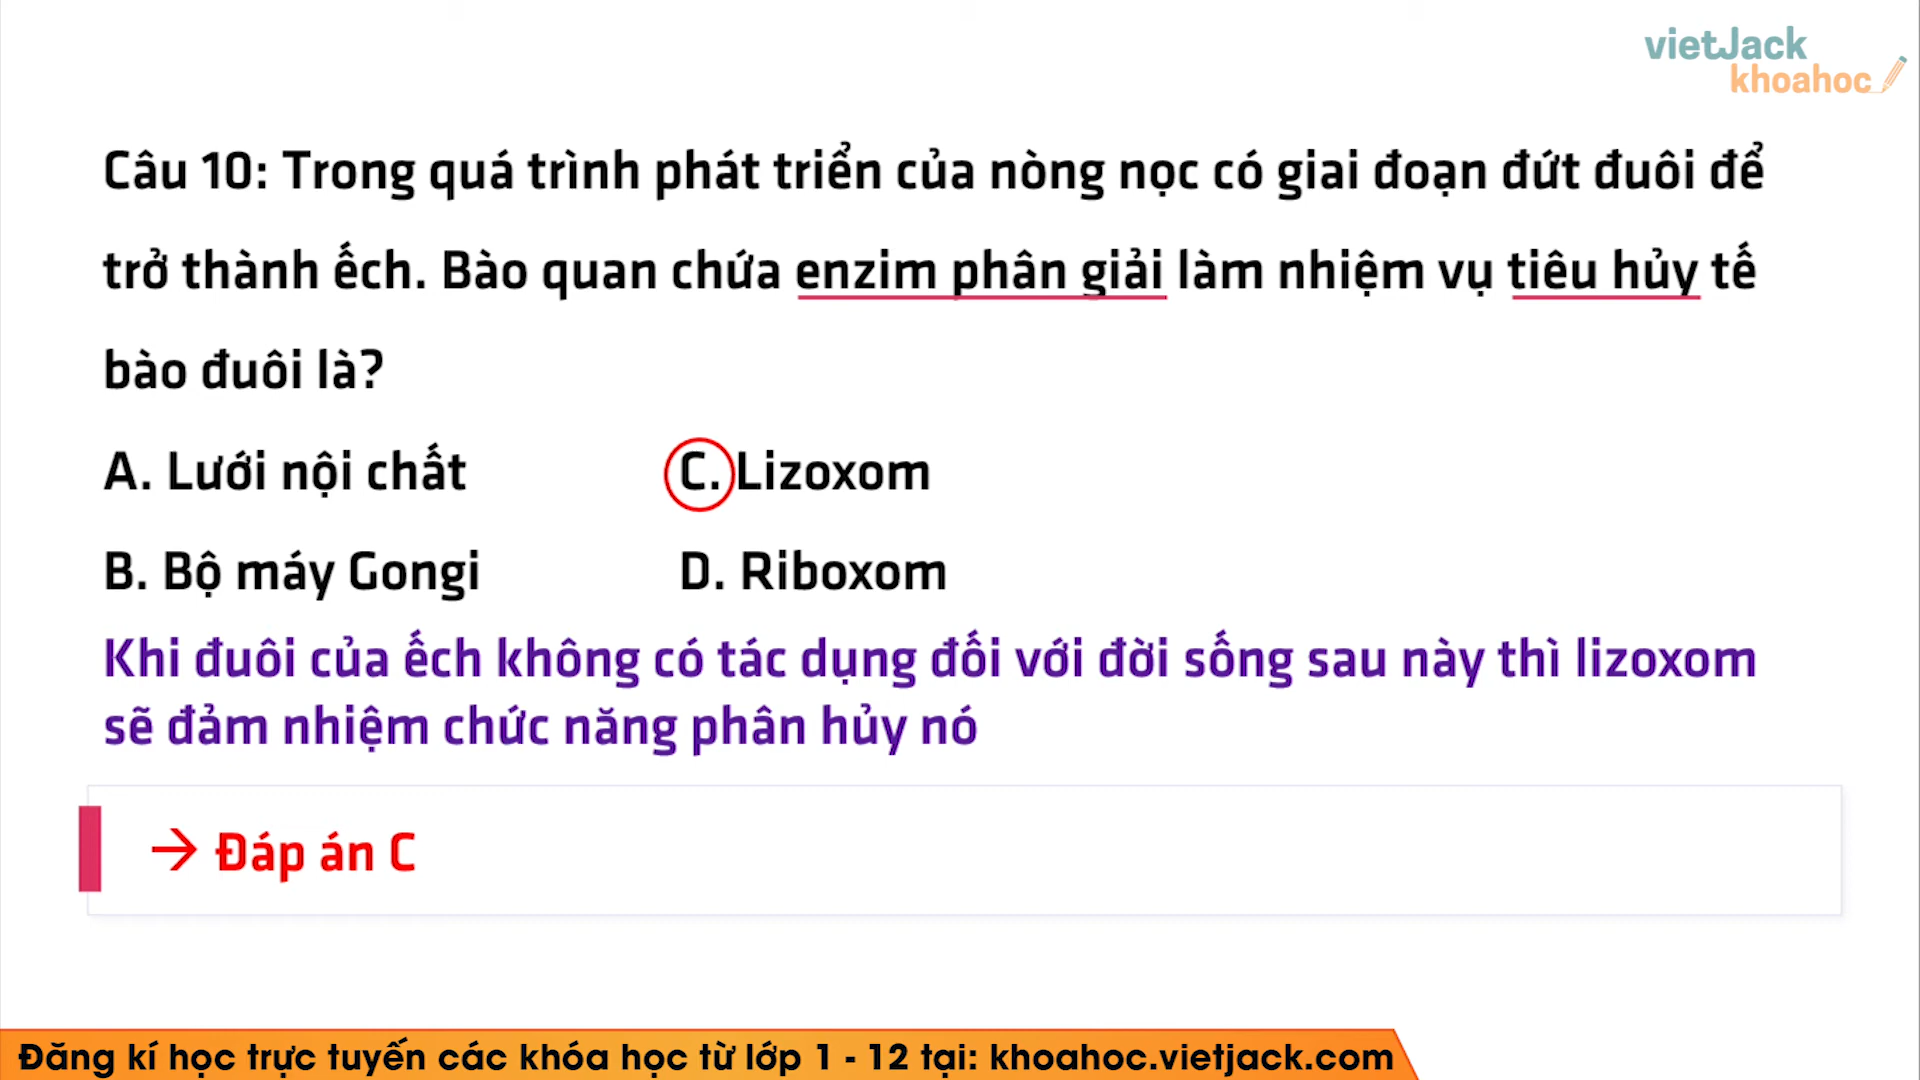 vietJack
khoahoc
Câu 10: Trong quá trình phát triển của nòng nọc có giai đoạn đứt đuôi để
trở thành ếch. Bào quan chứa enzim phân giải làm nhiệm vụ tiêu hủy tế
bào đuôi là?
A. Lưới nội chất C. Lizoxom
B. Bộ máy Gongi D. Riboxom
Khi đuôi của ếch không có tác dụng đối với đời sống sau này thì lizoxom
sẽ đảm nhiệm chức năng phân hủy nó
→ Đáp án C
Đăng kí học trực tuyến các khóa học từ lớp 1 - 12 tại: khoahoc.vietjack.com